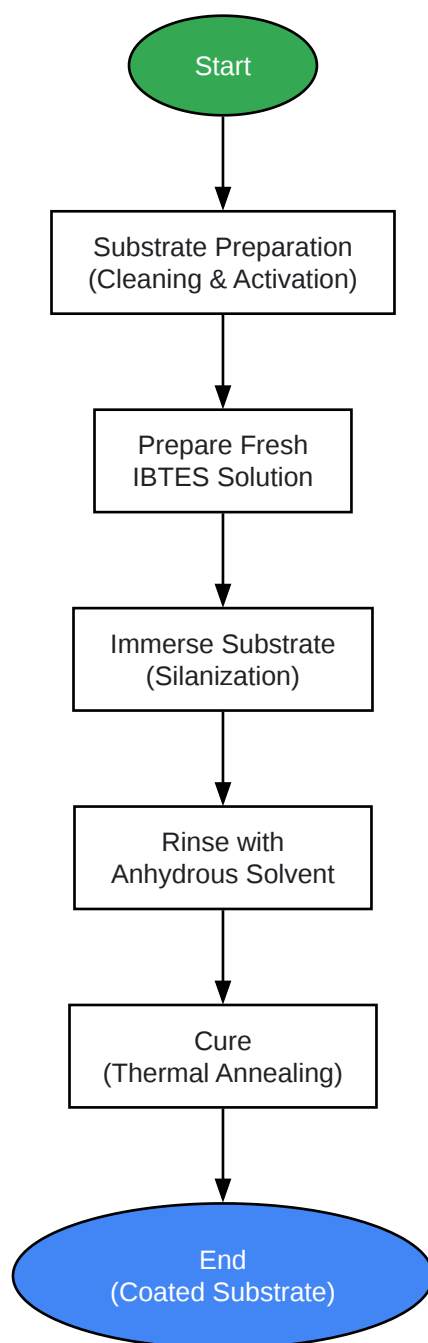 Start
Substrate Preparation
(Cleaning & Activation)
Prepare Fresh
IBTES Solution
Immerse Substrate
(Silanization)
Rinse with
Anhydrous Solvent
Cure
(Thermal Annealing)
End
(Coated Substrate)